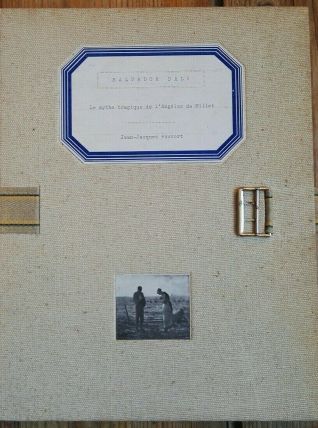 SALVADOR DALI
Le mythe tragique de l'Angélus de Millet
Jean-Jacques Pauvert